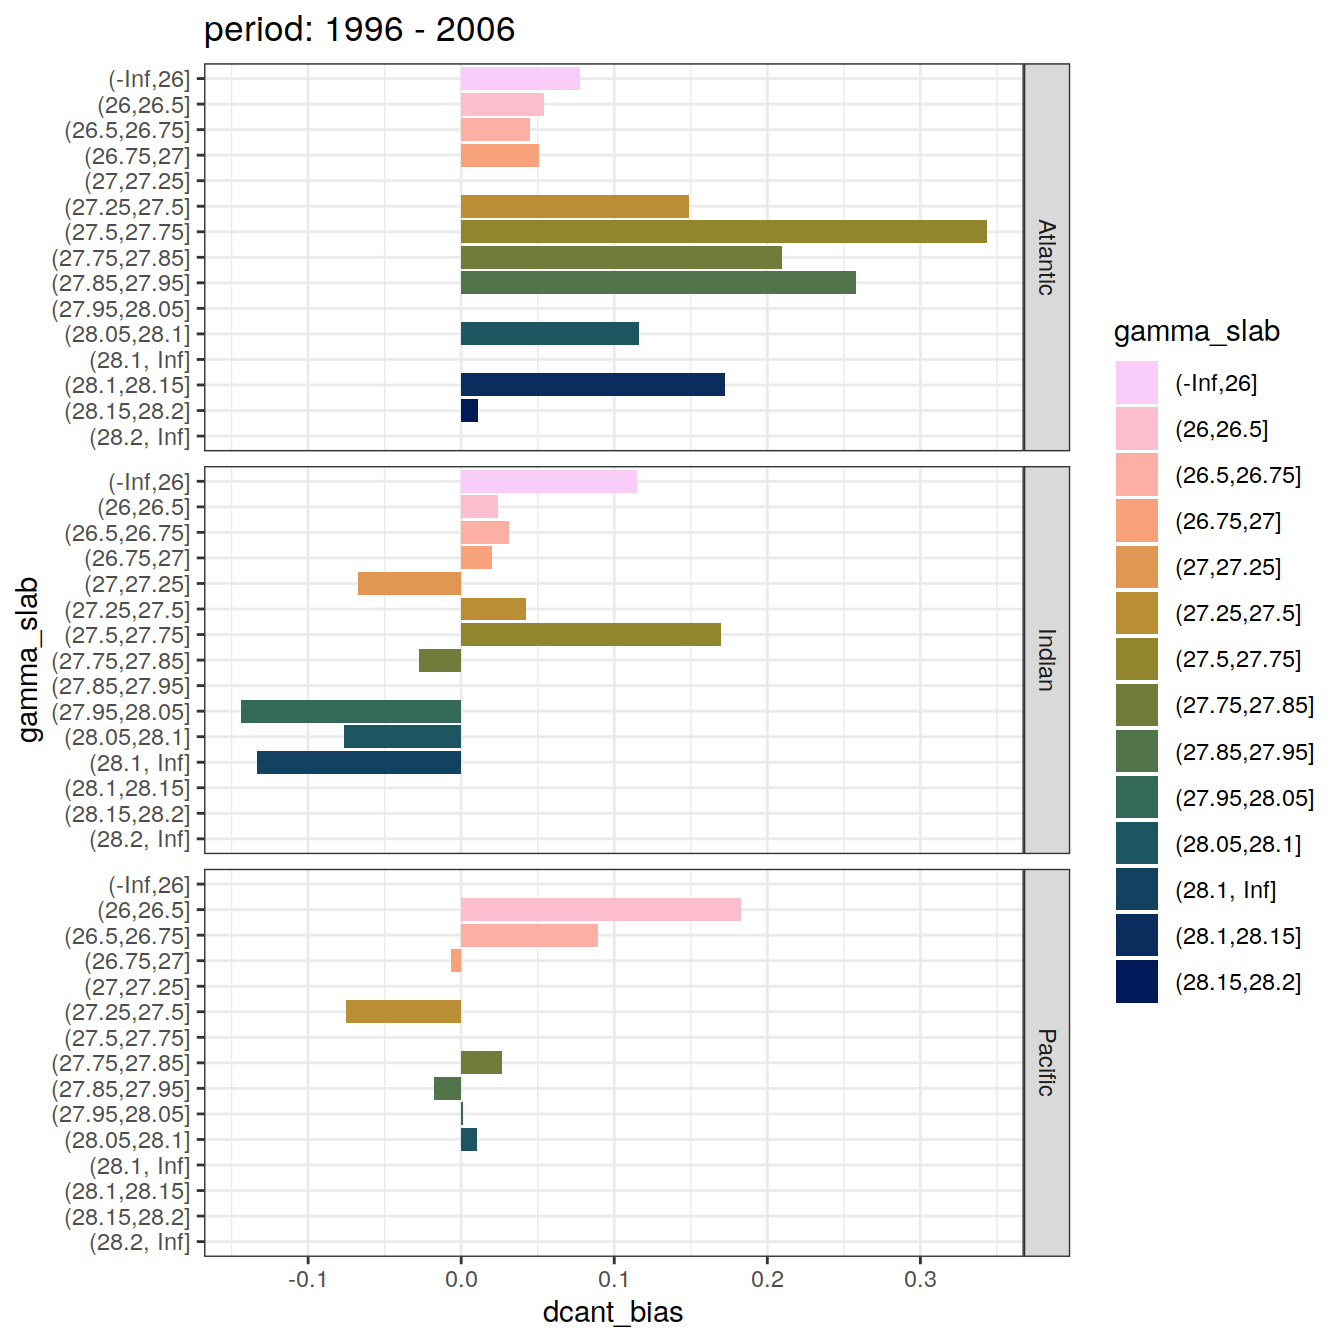 period: 1996 - 2006
(-Inf,26]
(26,26.5]
(26.5,26.75]
(26.75,27]
(27,27.25]
(27.25,27.5]
(27.5,27.75]
(27.75,27.85]
(27.85,27.95]
(27.95,28.05]
(28.05,28.1]
(28.1, Inf]
(28.1,28.15]
(28.15,28.2]
(28.2, Inf]
Atlantic
(-Inf,26]
(26,26.5]
(26.5,26.75]
(26.75,27]
(27,27.25]
(27.25,27.5]
(27.5,27.75]
(27.75,27.85]
(27.85,27.95]
(27.95,28.05]
(28.05,28.1]
(28.1, Inf]
(28.1,28.15]
(28.15,28.2]
(28.2, Inf]
Indian
(-Inf,26]
(26,26.5]
(26.5,26.75]
(26.75,27]
(27,27.25]
(27.25,27.5]
(27.5,27.75]
(27.75,27.85]
(27.85,27.95]
(27.95,28.05]
(28.05,28.1]
(28.1, Inf]
(28.1,28.15]
(28.15,28.2]
(28.2, Inf]
Pacific
gamma_slab
-0.1 0.0 0.1 0.2 0.3
dcant_bias
gamma_slab
(-Inf,26]
(26,26.5]
(26.5,26.75]
(26.75,27]
(27,27.25]
(27.25,27.5]
(27.5,27.75]
(27.75,27.85]
(27.85,27.95]
(27.95,28.05]
(28.05,28.1]
(28.1, Inf]
(28.1,28.15]
(28.15,28.2]